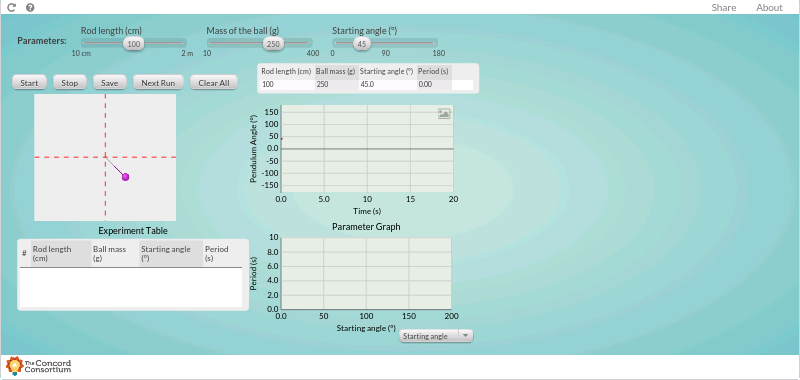 Share About
Parameters:
Rod length (cm) Mass of the ball (g) Starting angle (°)
100 250 45
10 cm 2 m 10 400 0 90 180
Start Stop Save Next Run Clear All
Rod length (cm) Ball mass (g) Starting angle (°) Period (s)
100 250 45.0 0.00
Pendulum Angle (°)
150
100
50
0.0
-50
-100
-150
0.0 5.0 10 15 20
Time (s)
Experiment Table
# Rod length (cm) Ball mass (g) Starting angle (°) Period (s)
Parameter Graph
Period (s)
10
8.0
6.0
4.0
2.0
0.0
0.0 50 100 150 200
Starting angle (°)
Starting angle
The Concord
Consortium